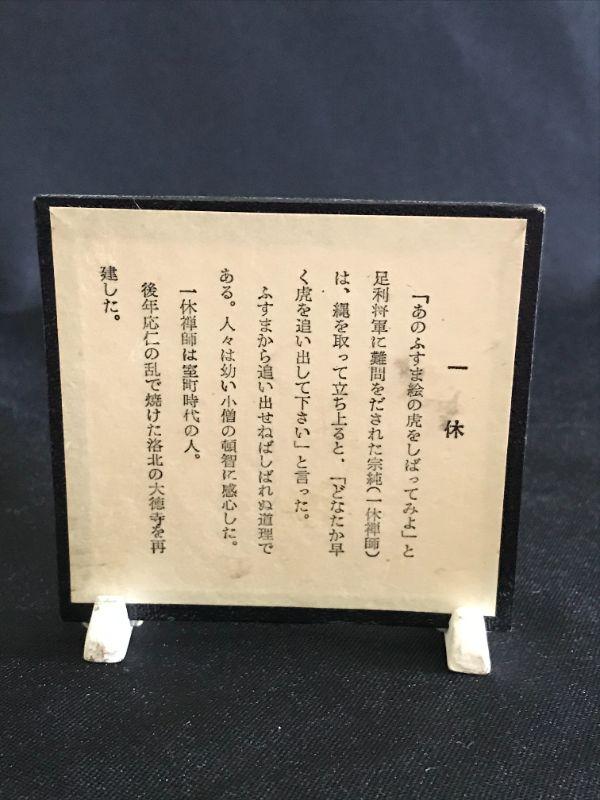 一休
「あのふすま絵の虎をしばってみよ」と
足利将軍に難問をだされた宗純(一休禅師)
は、縄を取って立ち上ると、「どなたか早
く虎を追い出して下さい」と言った。
ふすまから追い出せねばしばれぬ道理で
ある。人々は幼い小僧の頓智に感心した。
一休禅師は室町時代の人。
後年応仁の乱で焼けた洛北の大徳寺を再
建した。